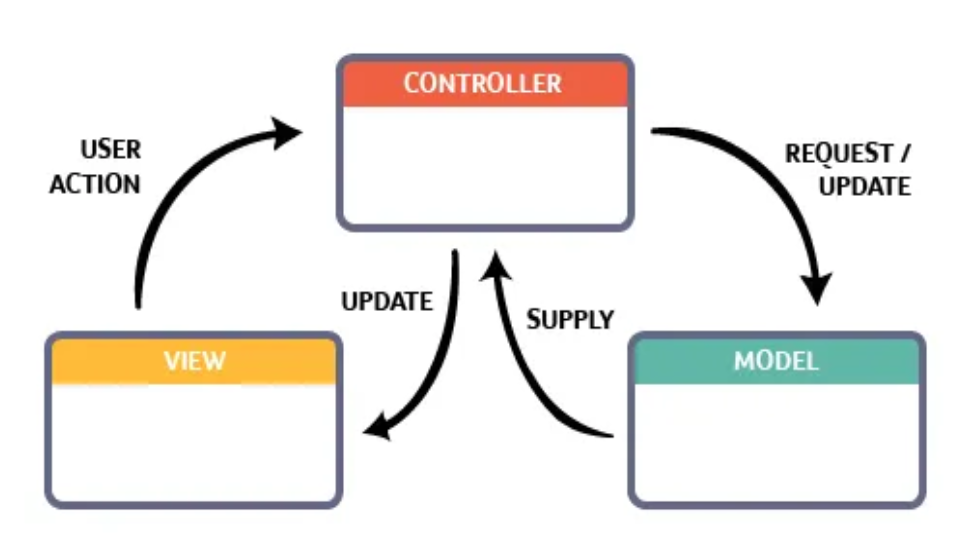 CONTROLLER
USER
ACTION
REQUEST /
UPDATE
UPDATE
SUPPLY
VIEW
MODEL